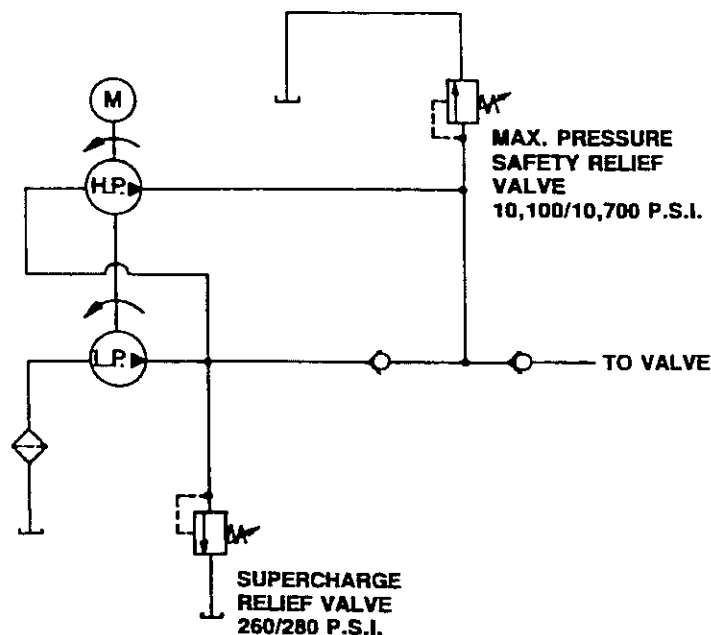 M
H.P.
MAX. PRESSURE
SAFETY RELIEF
VALVE
10,100/10,700 P.S.I.
L.P.
TO VALVE
SUPERCHARGE
RELIEF VALVE
260/280 P.S.I.